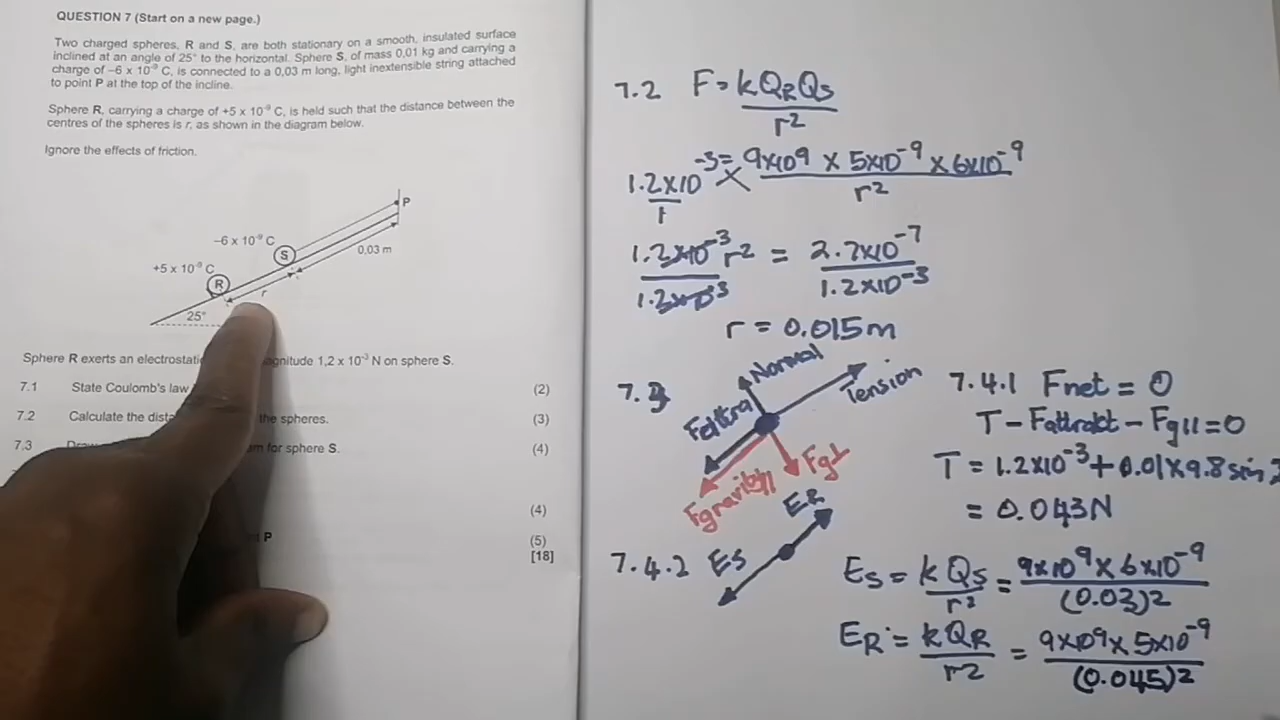 QUESTION 7 (Start on a new page.)
Two charged spheres, R and S, are both stationary on a smooth, insulated surface
inclined at an angle of 25° to the horizontal. Sphere S, of mass 0,01 kg and carrying a
charge of –6 x 10⁻⁹ C, is connected to a 0,03 m long, light inextensible string attached
to point P at the top of the incline.
Sphere R, carrying a charge of +5 x 10⁻⁹ C, is held such that the distance between the
centres of the spheres is r, as shown in the diagram below.
Ignore the effects of friction.
P
–6 x 10⁻⁹ C
S
0,03 m
+5 x 10⁻⁹ C
R
r
25°
Sphere R exerts an electrostati agnitude 1,2 x 10⁻³ N on sphere S.
7.1 State Coulomb's law (2)
7.2 Calculate the dist the spheres. (3)
7.3 for sphere S. (4)
(4)
P (5)
[18]
7.2 F = kQRQS
r²
1.2x10⁻³ = 9x10⁹ x 5x10⁻⁹ x 6x10⁻⁹
1 r²
1.2x10⁻³ r² = 2.7x10⁻⁷
1.2x10⁻³ 1.2x10⁻³
r = 0.015m
7.3 Normal
Tension
Fg⊥
7.4.1 Fnet = 0
T - Fattrakt - Fg11 = 0
T = 1.2x10⁻³ + 0.01x9.8 sin
= 0.043N
7.4.2 ES
ER
ES = kQS = 9x10⁹ x 6x10⁻⁹
r² (0.03)²
ER = kQR = 9x10⁹ x 5x10⁻⁹
r² (0.045)²